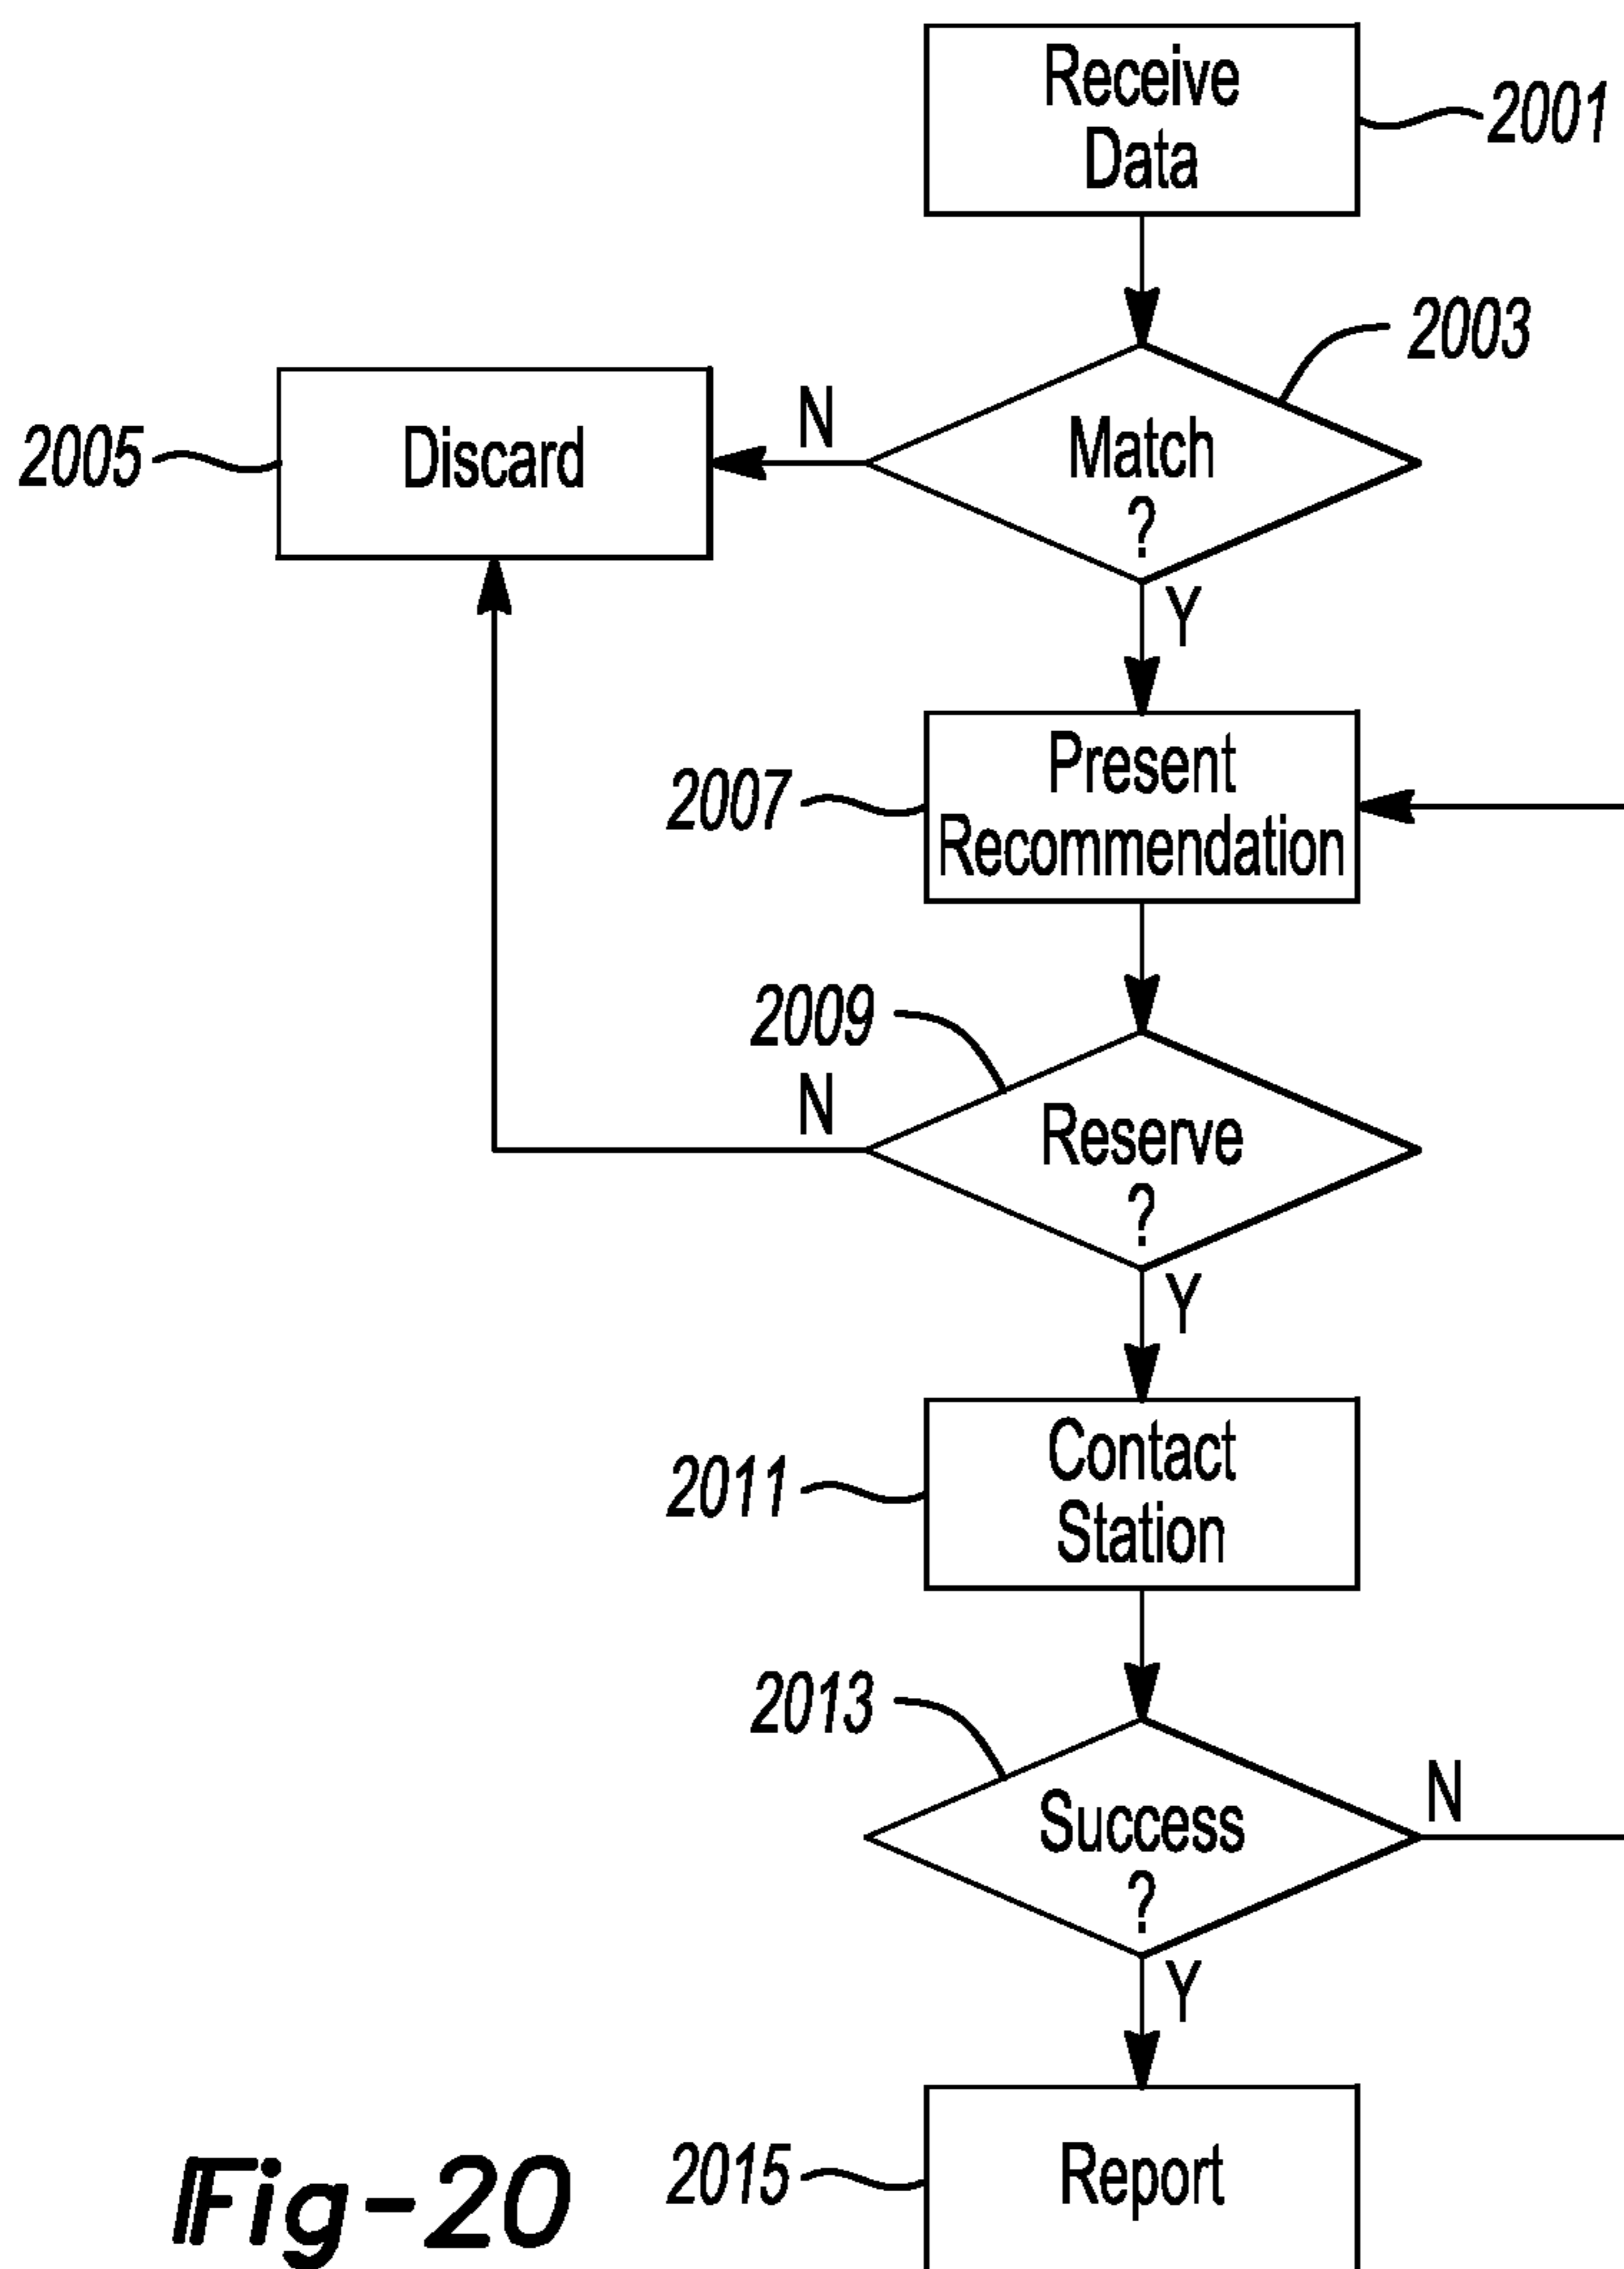 Receive
Data
2001
2003
N
Match
?
Discard
2005
Y
Present
Recommendation
2007
2009
N
Reserve
?
Y
Contact
Station
2011
2013
N
Success
?
Y
Report
2015
Fig-20